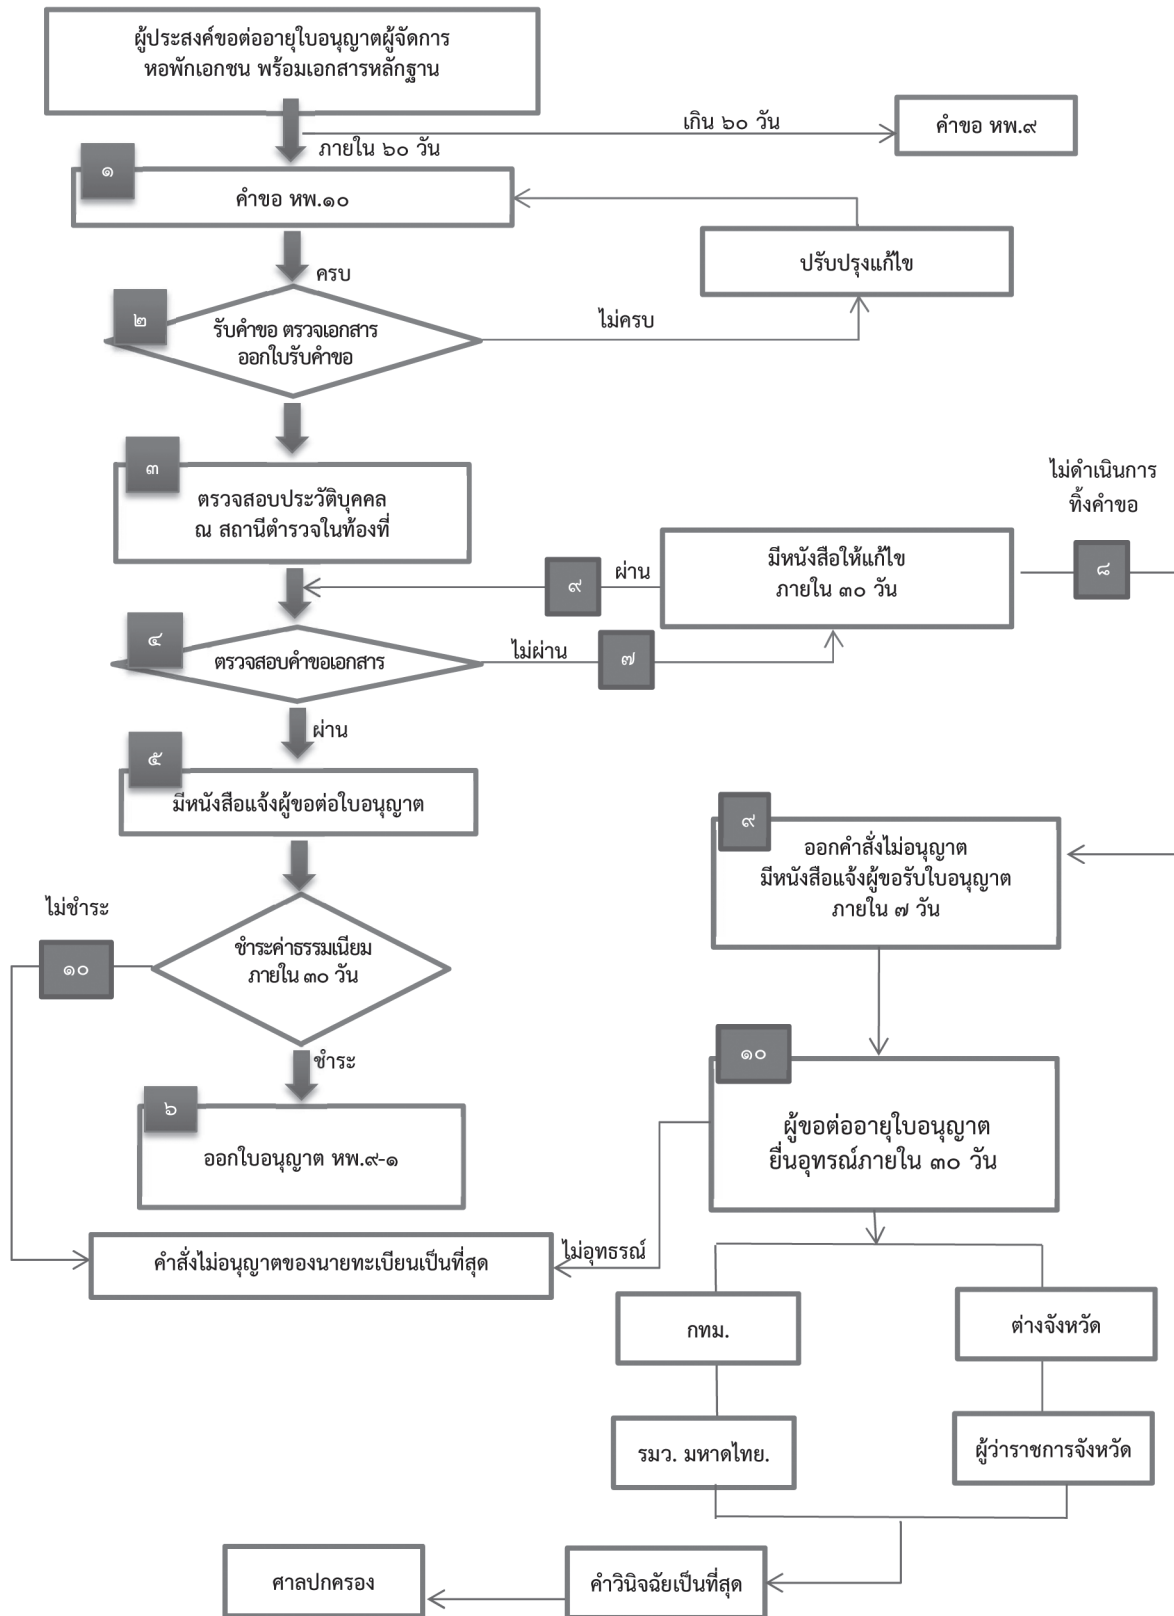 ผู้ประสงค์ขอต่ออายุใบอนุญาตผู้จัดการ
หอพักเอกชน พร้อมเอกสารหลักฐาน
เกิน ๖๐ วัน
คำขอ หพ.๙
ภายใน ๖๐ วัน
๑
คำขอ หพ.๑๐
ปรับปรุงแก้ไข
ครบ
๒
รับคำขอ ตรวจเอกสาร
ออกใบรับคำขอ
ไม่ครบ
๓
ตรวจสอบประวัติบุคคล
ณ สถานีตำรวจในท้องที่
ไม่ดำเนินการ
ทิ้งคำขอ
๘
มีหนังสือให้แก้ไข
ภายใน ๓๐ วัน
ผ่าน
๙
๔
ตรวจสอบคำขอเอกสาร
ไม่ผ่าน
๗
ผ่าน
๕
มีหนังสือแจ้งผู้ขอต่อใบอนุญาต
๙
ออกคำสั่งไม่อนุญาต
มีหนังสือแจ้งผู้ขอรับใบอนุญาต
ภายใน ๗ วัน
ไม่ชำระ
๑๐
ชำระค่าธรรมเนียม
ภายใน ๓๐ วัน
ชำระ
๖
ออกใบอนุญาต หพ.๙-๑
๑๐
ผู้ขอต่ออายุใบอนุญาต
ยื่นอุทรณ์ภายใน ๓๐ วัน
ไม่อุทธรณ์
คำสั่งไม่อนุญาตของนายทะเบียนเป็นที่สุด
กทม.
ต่างจังหวัด
รมว. มหาดไทย.
ผู้ว่าราชการจังหวัด
ศาลปกครอง
คำวินิจฉัยเป็นที่สุด